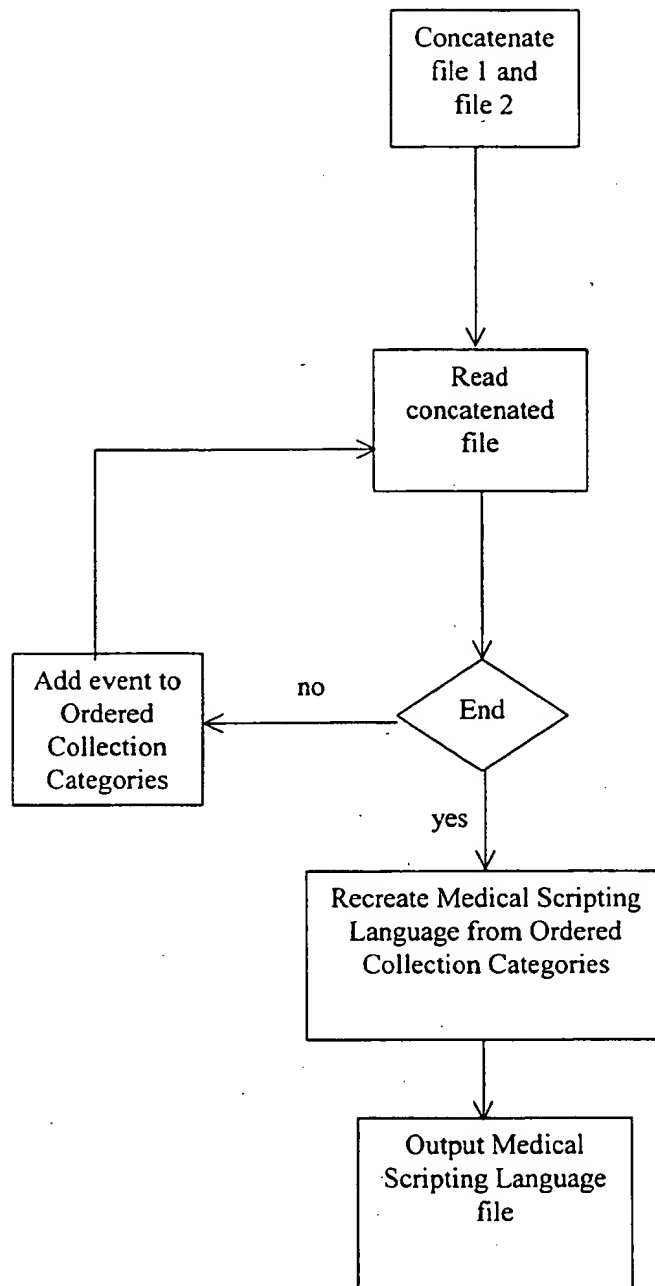 Concatenate
file 1 and
file 2
Read
concatenated
file
End
no
Add event to
Ordered
Collection
Categories
yes
Recreate Medical Scripting
Language from Ordered
Collection Categories
Output Medical
Scripting Language
file